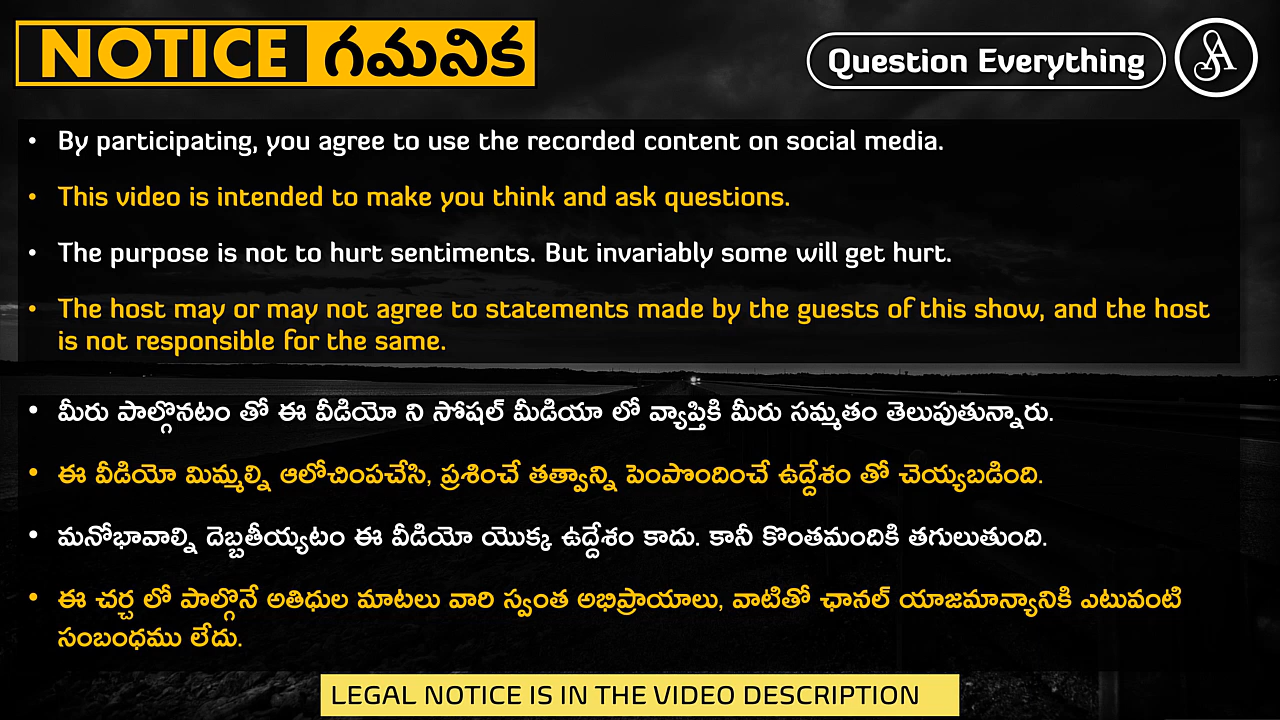 NOTICE గమనిక
Question Everything
• By participating, you agree to use the recorded content on social media.
• This video is intended to make you think and ask questions.
• The purpose is not to hurt sentiments. But invariably some will get hurt.
• The host may or may not agree to statements made by the guests of this show, and the host
is not responsible for the same.
• మీరు పాల్గొనటం తో ఈ వీడియో ని సోషల్ మీడియా లో వ్యాప్తికి మీరు సమ్మతం తెలుపుతున్నారు.
• ఈ వీడియో మిమ్మల్ని ఆలోచింపచేసి, ప్రశించే తత్వాన్ని పెంపొందించే ఉద్దేశం తో చెయ్యబడింది.
• మనోభావాల్ని దెబ్బతీయ్యటం ఈ వీడియో యొక్క ఉద్దేశం కాదు. కానీ కొంతమందికి తగులుతుంది.
• ఈ చర్చ లో పాల్గొనే అతిధుల మాటలు వారి స్వంత అభిప్రాయాలు, వాటితో ఛానల్ యాజమాన్యానికి ఎటువంటి
సంబంధము లేదు.
LEGAL NOTICE IS IN THE VIDEO DESCRIPTION